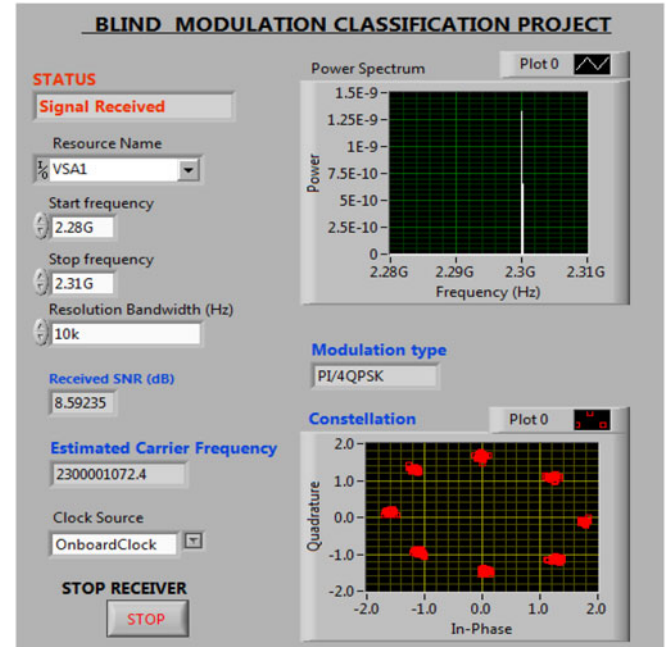 BLIND MODULATION CLASSIFICATION PROJECT
STATUS
Signal Received
Resource Name
I/0 VSA1
Start frequency
2.28G
Stop frequency
2.31G
Resolution Bandwidth (Hz)
10k
Received SNR (dB)
8.59235
Estimated Carrier Frequency
2300001072.4
Clock Source
OnboardClock
STOP RECEIVER
STOP
Power Spectrum
Plot 0
Power
1.5E-9
1.25E-9
1E-9
7.5E-10
5E-10
2.5E-10
0
2.28G 2.29G 2.3G 2.31G
Frequency (Hz)
Modulation type
PI/4QPSK
Constellation
Plot 0
Quadrature
2.0
1.0
0.0
-1.0
-2.0
-2.0 -1.0 0.0 1.0 2.0
In-Phase